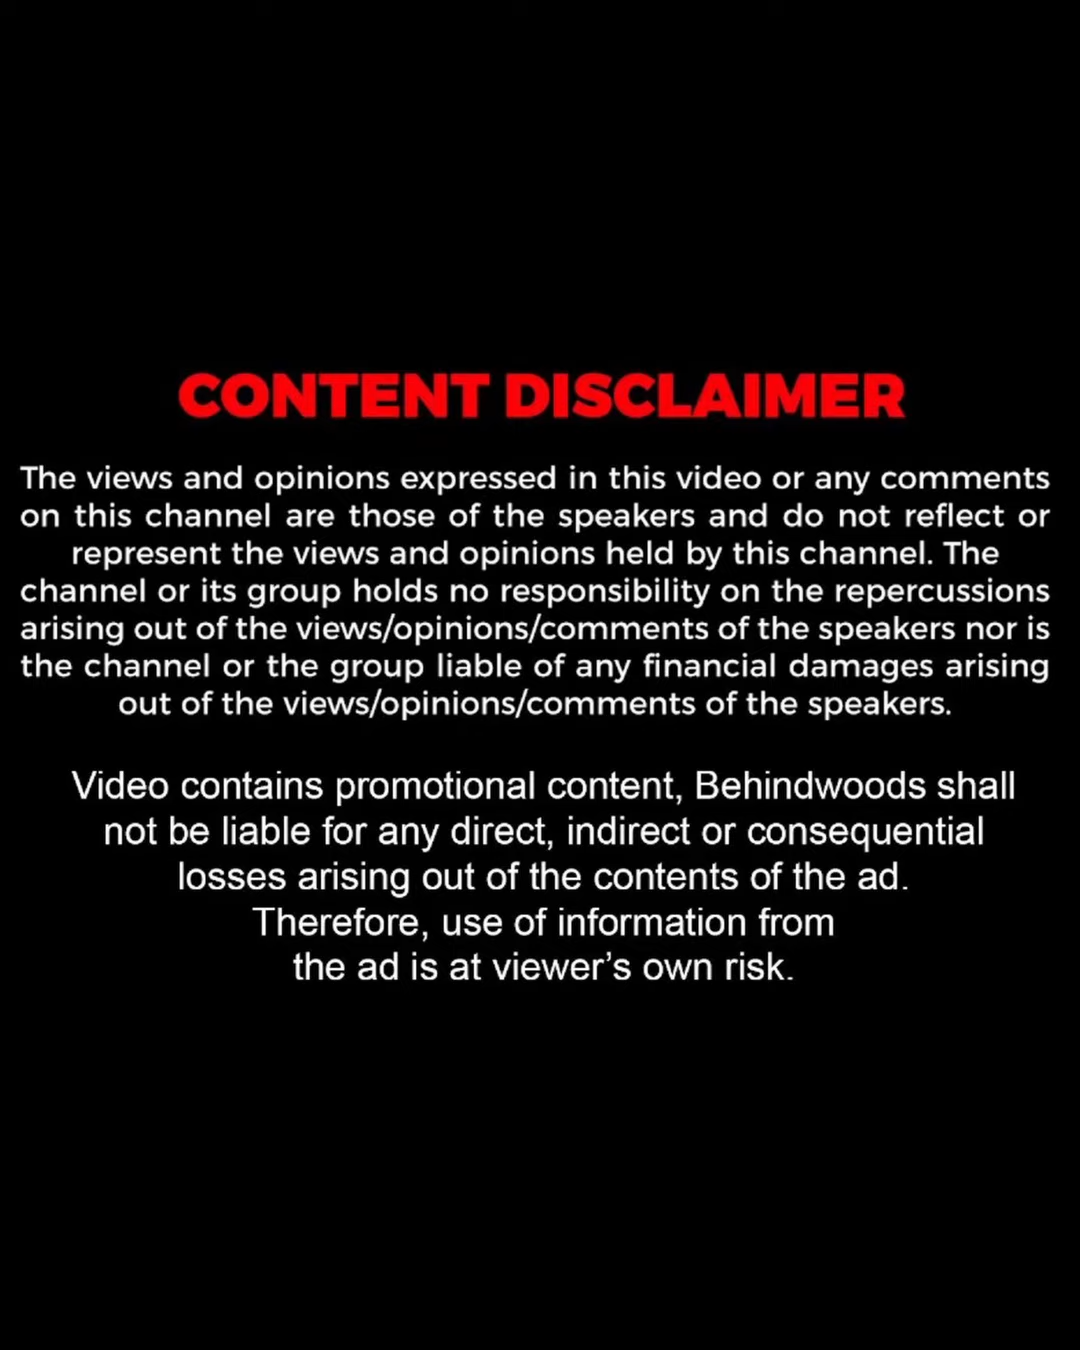 CONTENT DISCLAIMER
The views and opinions expressed in this video or any comments
on this channel are those of the speakers and do not reflect or
represent the views and opinions held by this channel. The
channel or its group holds no responsibility on the repercussions
arising out of the views/opinions/comments of the speakers nor is
the channel or the group liable of any financial damages arising
out of the views/opinions/comments of the speakers.
Video contains promotional content, Behindwoods shall
not be liable for any direct, indirect or consequential
losses arising out of the contents of the ad.
Therefore, use of information from
the ad is at viewer’s own risk.